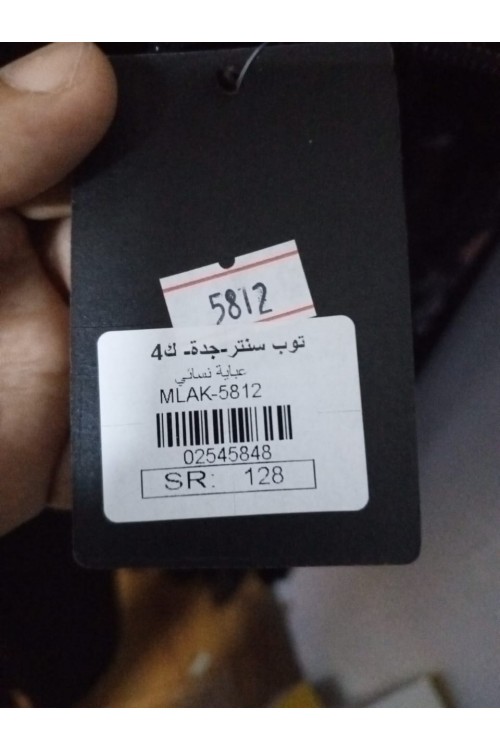 5812
توب سنتر-جدة- ك4
عباية نسائي
MLAK-5812
02545848
SR: 128